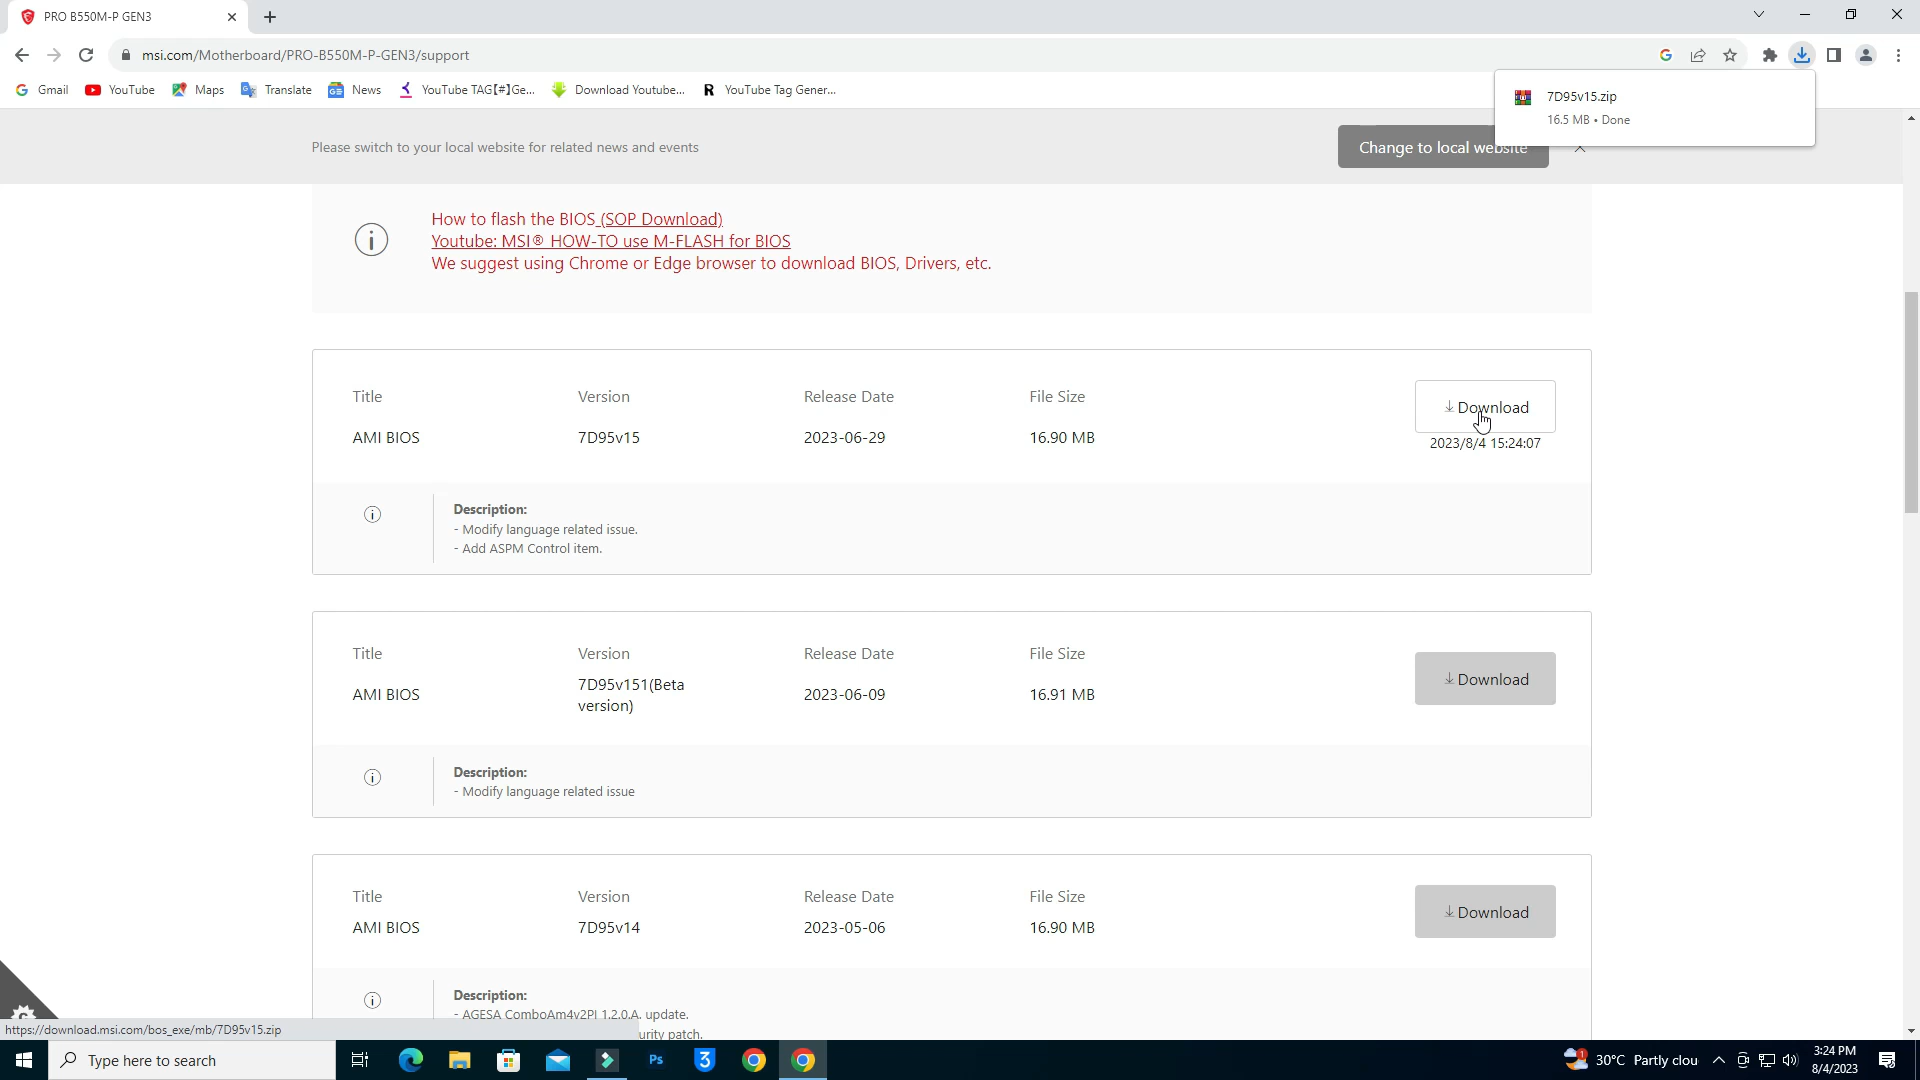 PRO B550M-P GEN3
msi.com/Motherboard/PRO-B550M-P-GEN3/support
Gmail YouTube Maps Translate News YouTube TAG【#】Ge... Download Youtube... YouTube Tag Gener...
7D95v15.zip
16.5 MB • Done
Please switch to your local website for related news and events
Change to local website
How to flash the BIOS (SOP Download)
Youtube: MSI® HOW-TO use M-FLASH for BIOS
We suggest using Chrome or Edge browser to download BIOS, Drivers, etc.
Title Version Release Date File Size
Download
AMI BIOS 7D95v15 2023-06-29 16.90 MB
2023/8/4 15:24:07
Description:
- Modify language related issue.
- Add ASPM Control item.
Title Version Release Date File Size
Download
AMI BIOS 7D95v151(Beta version) 2023-06-09 16.91 MB
Description:
- Modify language related issue
Title Version Release Date File Size
Download
AMI BIOS 7D95v14 2023-05-06 16.90 MB
Description:
- AGESA ComboAm4v2PI 1.2.0.A. update.
urity patch.
https://download.msi.com/bos_exe/mb/7D95v15.zip
Type here to search
Ps
30°C Partly clou
3:24 PM
8/4/2023